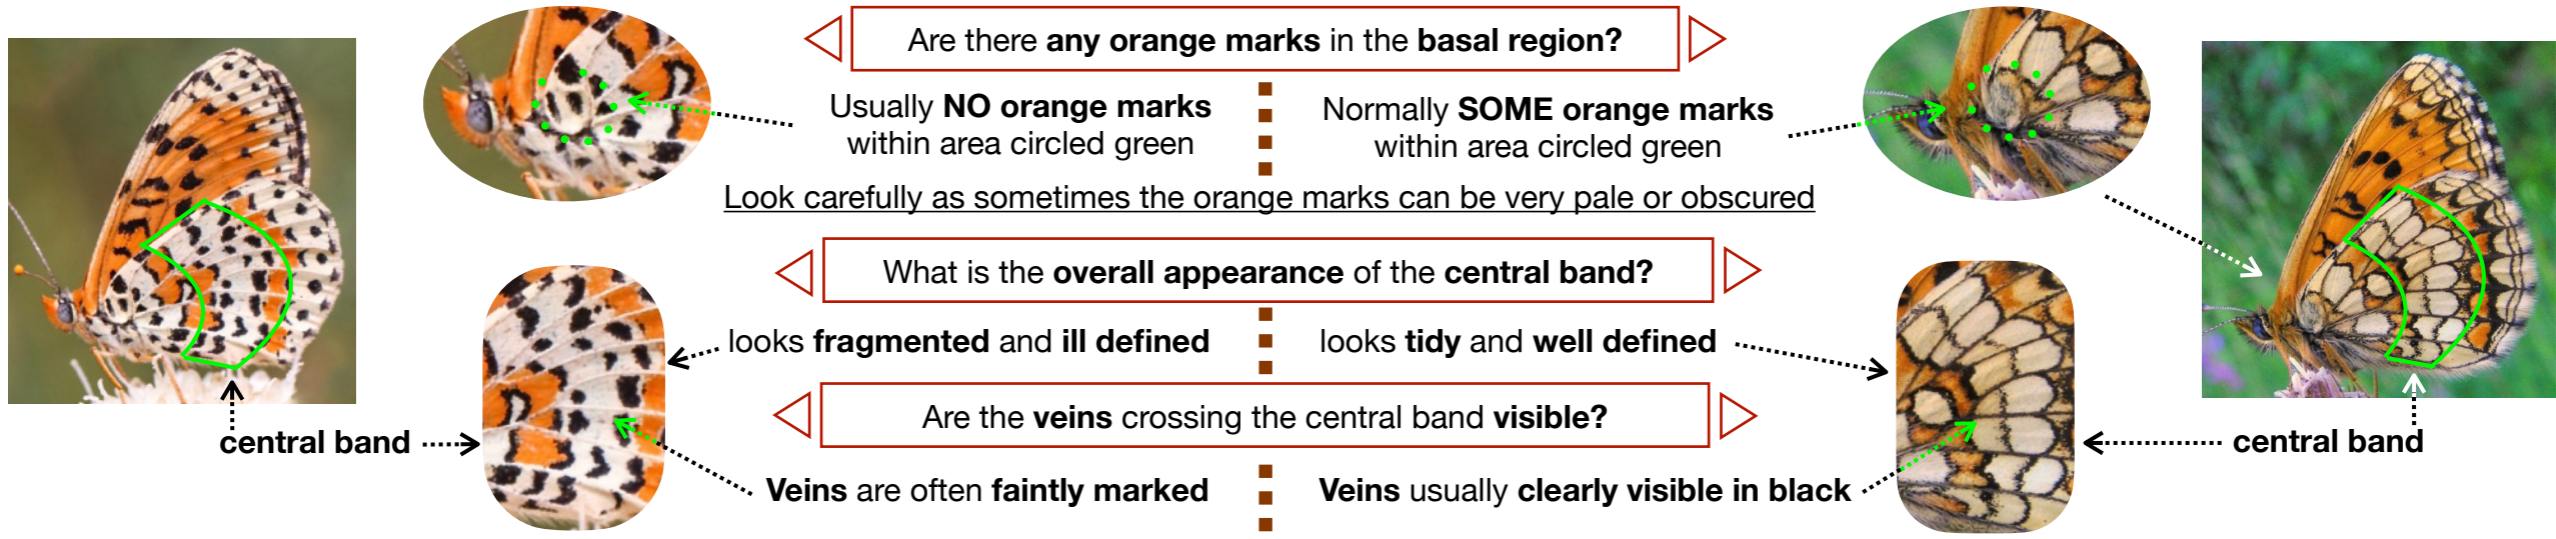 Are there any orange marks in the basal region?
Usually NO orange marks
within area circled green
Normally SOME orange marks
within area circled green
Look carefully as sometimes the orange marks can be very pale or obscured
What is the overall appearance of the central band?
looks fragmented and ill defined
looks tidy and well defined
Are the veins crossing the central band visible?
central band
central band
Veins are often faintly marked
Veins usually clearly visible in black